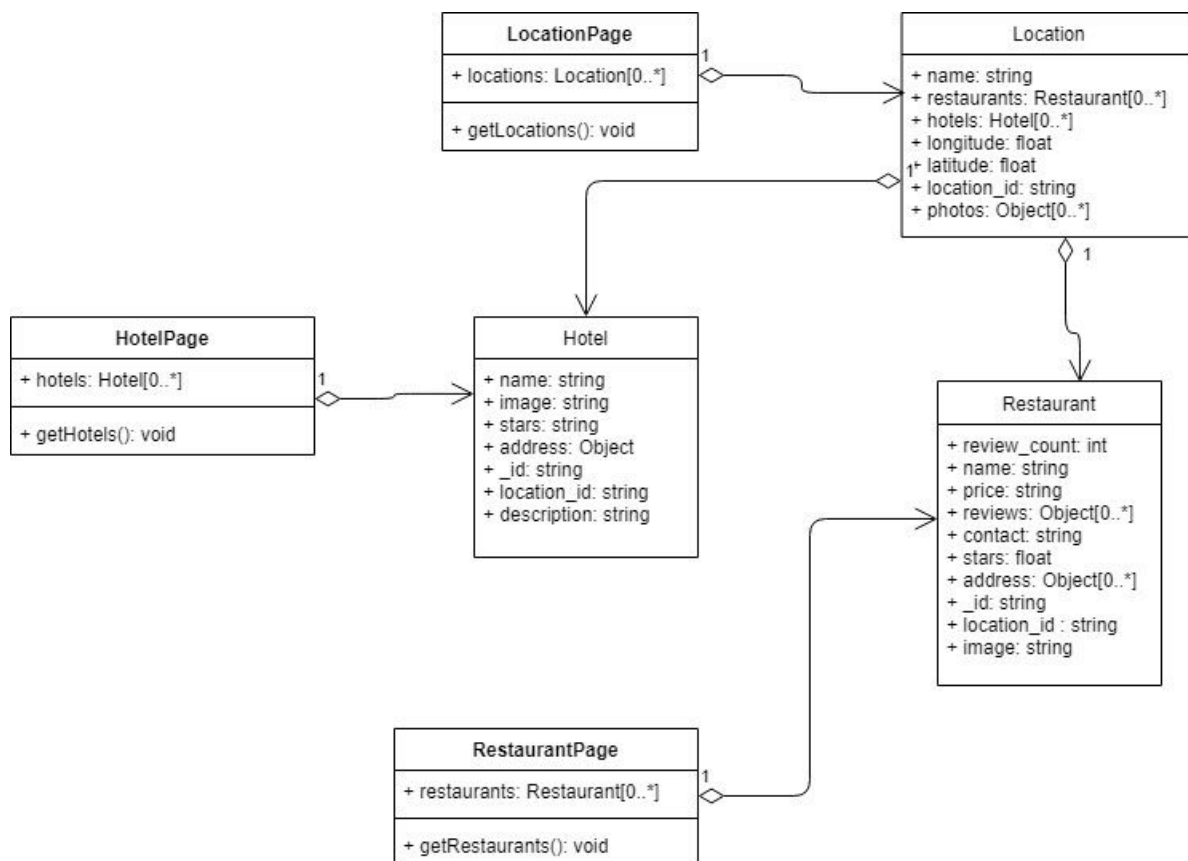 LocationPage
+ locations: Location[0..*]
+ getLocations(): void
1
Location
+ name: string
+ restaurants: Restaurant[0..*]
+ hotels: Hotel[0..*]
+ longitude: float
+ latitude: float
+ location_id: string
+ photos: Object[0..*]
1
1
HotelPage
+ hotels: Hotel[0..*]
+ getHotels(): void
1
Hotel
+ name: string
+ image: string
+ stars: string
+ address: Object
+ _id: string
+ location_id: string
+ description: string
Restaurant
+ review_count: int
+ name: string
+ price: string
+ reviews: Object[0..*]
+ contact: string
+ stars: float
+ address: Object[0..*]
+ _id: string
+ location_id : string
+ image: string
RestaurantPage
+ restaurants: Restaurant[0..*]
+ getRestaurants(): void
1